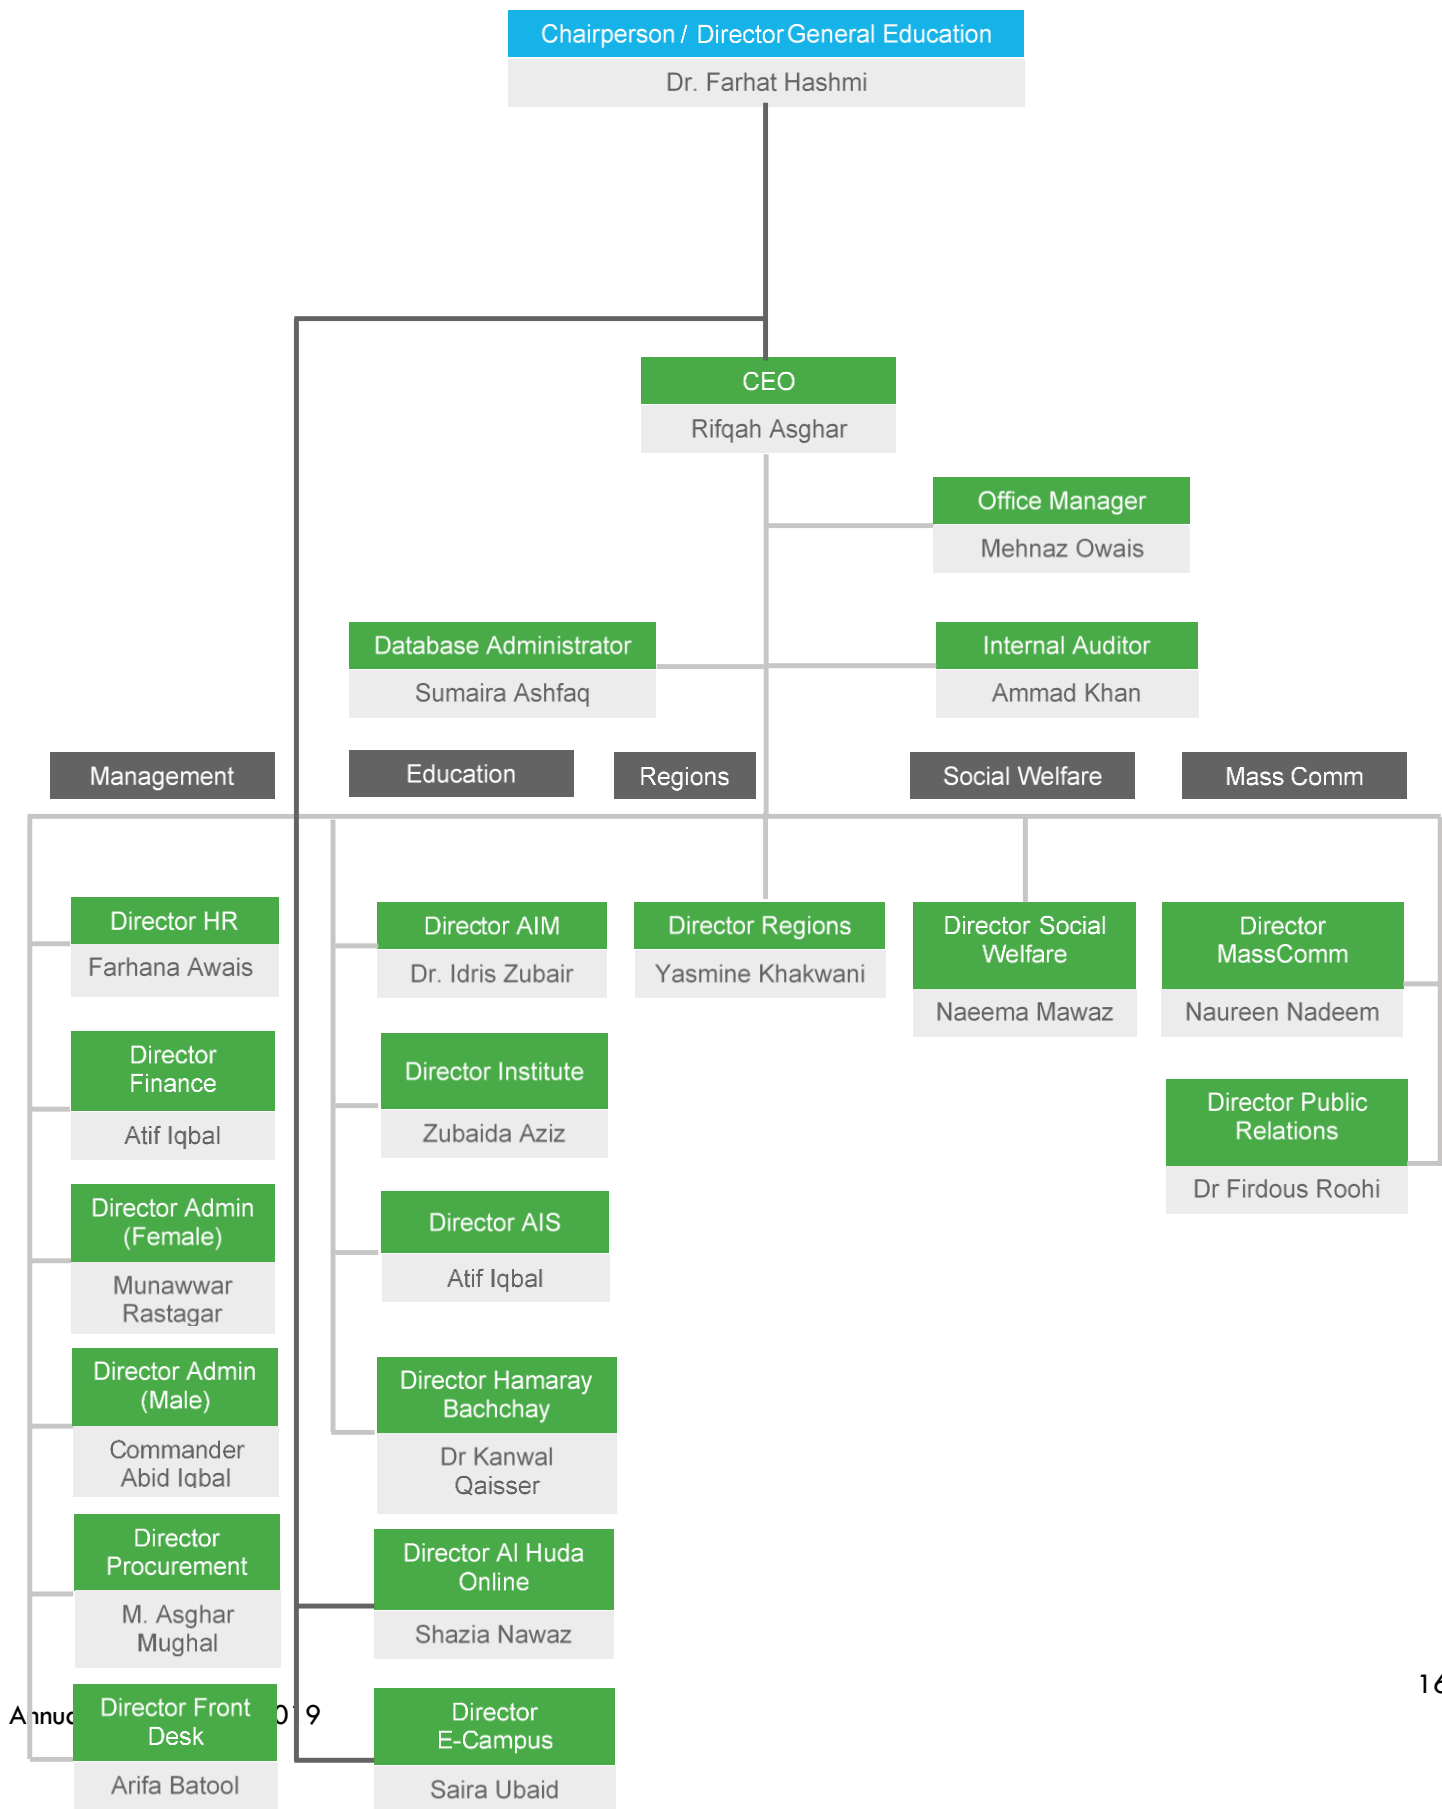 Chairperson / Director General Education
Dr. Farhat Hashmi
CEO
Rifqah Asghar
Office Manager
Mehnaz Owais
Database Administrator
Sumaira Ashfaq
Internal Auditor
Ammad Khan
Management
Education
Regions
Social Welfare
Mass Comm
Director HR
Farhana Awais
Director
Finance
Atif Iqbal
Director Admin
(Female)
Munawwar
Rastagar
Director Admin
(Male)
Commander
Abid Iqbal
Director
Procurement
M. Asghar
Mughal
Director Front
Desk
Arifa Batool
Director AIM
Dr. Idris Zubair
Director Institute
Zubaida Aziz
Director AIS
Atif Iqbal
Director Hamaray
Bachchay
Dr Kanwal
Qaisser
Director Al Huda
Online
Shazia Nawaz
Director
E-Campus
Saira Ubaid
Director Regions
Yasmine Khakwani
Director Social
Welfare
Naeema Mawaz
Director
MassComm
Naureen Nadeem
Director Public
Relations
Dr Firdous Roohi
16